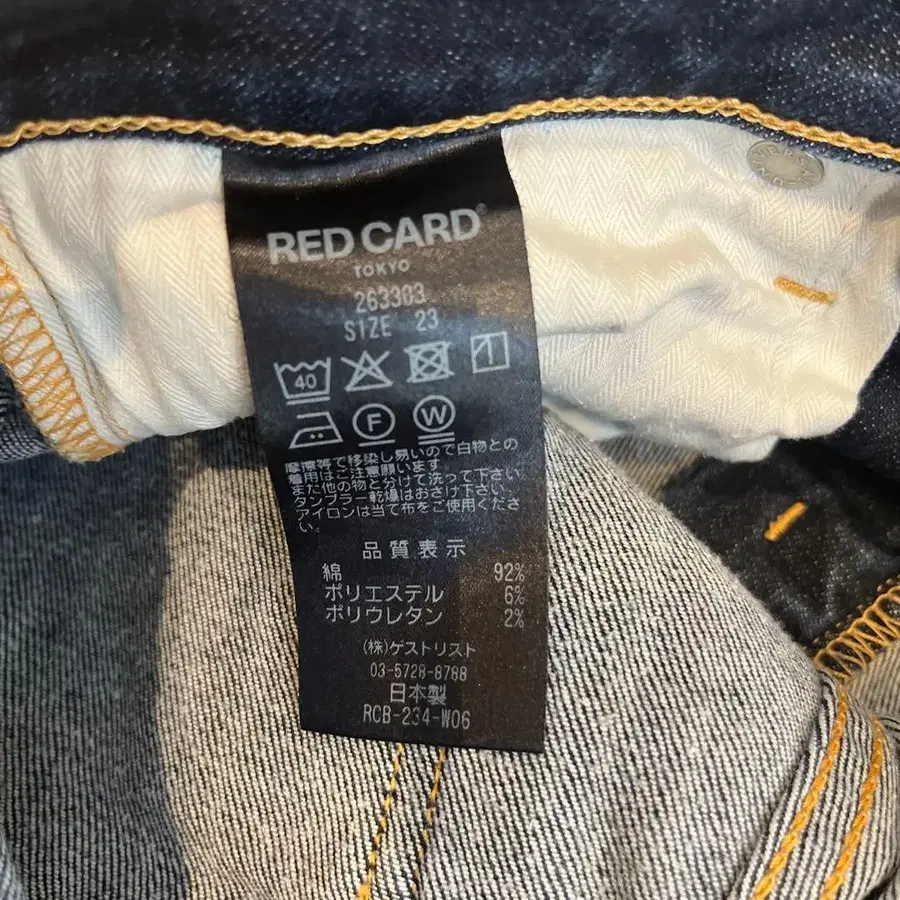 RED CARD®
TOKYO
263303
SIZE 23
40
F
W
摩擦等で移染し易いので白物との
着用はご注意願います。
また他の物と分けて洗って下さい
タンブラー乾燥はおさけ下さい。
アイロンは当て布をご使用くださ
い。
品質表示
綿 92%
ポリエステル 6%
ポリウレタン 2%
(株)ゲストリスト
03-5728-8788
日本製
RCB-234-W06